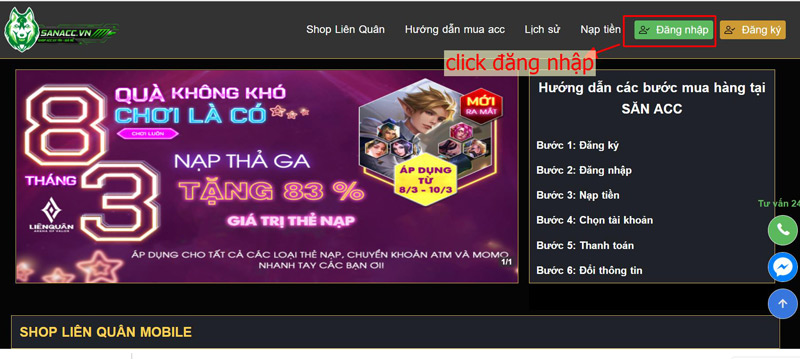 SANACC.VN
Shop Liên Quân
Hướng dẫn mua acc
Lịch sử
Nạp tiền
Đăng nhập
Đăng ký
click đăng nhập
8 QUÀ KHÔNG KHÓ
CHƠI LÀ CÓ
CHƠI LUÔN
MỚI
RA MẮT
THÁNG 3
NẠP THẢ GA
TẶNG 83 %
GIÁ TRỊ THẺ NẠP
ÁP DỤNG
TỪ
8/3 - 10/3
LIÊNQUÂN
ARENA OF VALOR
ÁP DỤNG CHO TẤT CẢ CÁC LOẠI THẺ NẠP, CHUYỂN KHOẢN ATM VÀ MOMO
NHANH TAY CÁC BẠN ƠI!
1/1
Hướng dẫn các bước mua hàng tại
SĂN ACC
Bước 1: Đăng ký
Bước 2: Đăng nhập
Bước 3: Nạp tiền
Bước 4: Chọn tài khoản
Bước 5: Thanh toán
Bước 6: Đổi thông tin
Tư vấn 24
SHOP LIÊN QUÂN MOBILE